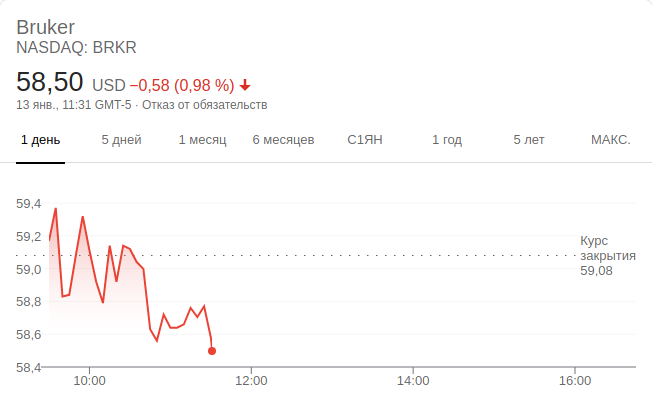 Bruker
NASDAQ: BRKR
58,50 USD −0,58 (0,98 %)
13 янв., 11:31 GMT-5 · Отказ от обязательств
1 день 5 дней 1 месяц 6 месяцев С1ЯН 1 год 5 лет МАКС.
59,4
59,2
59,0
58,8
58,6
58,4
Курс
закрытия
59,08
10:00 12:00 14:00 16:00